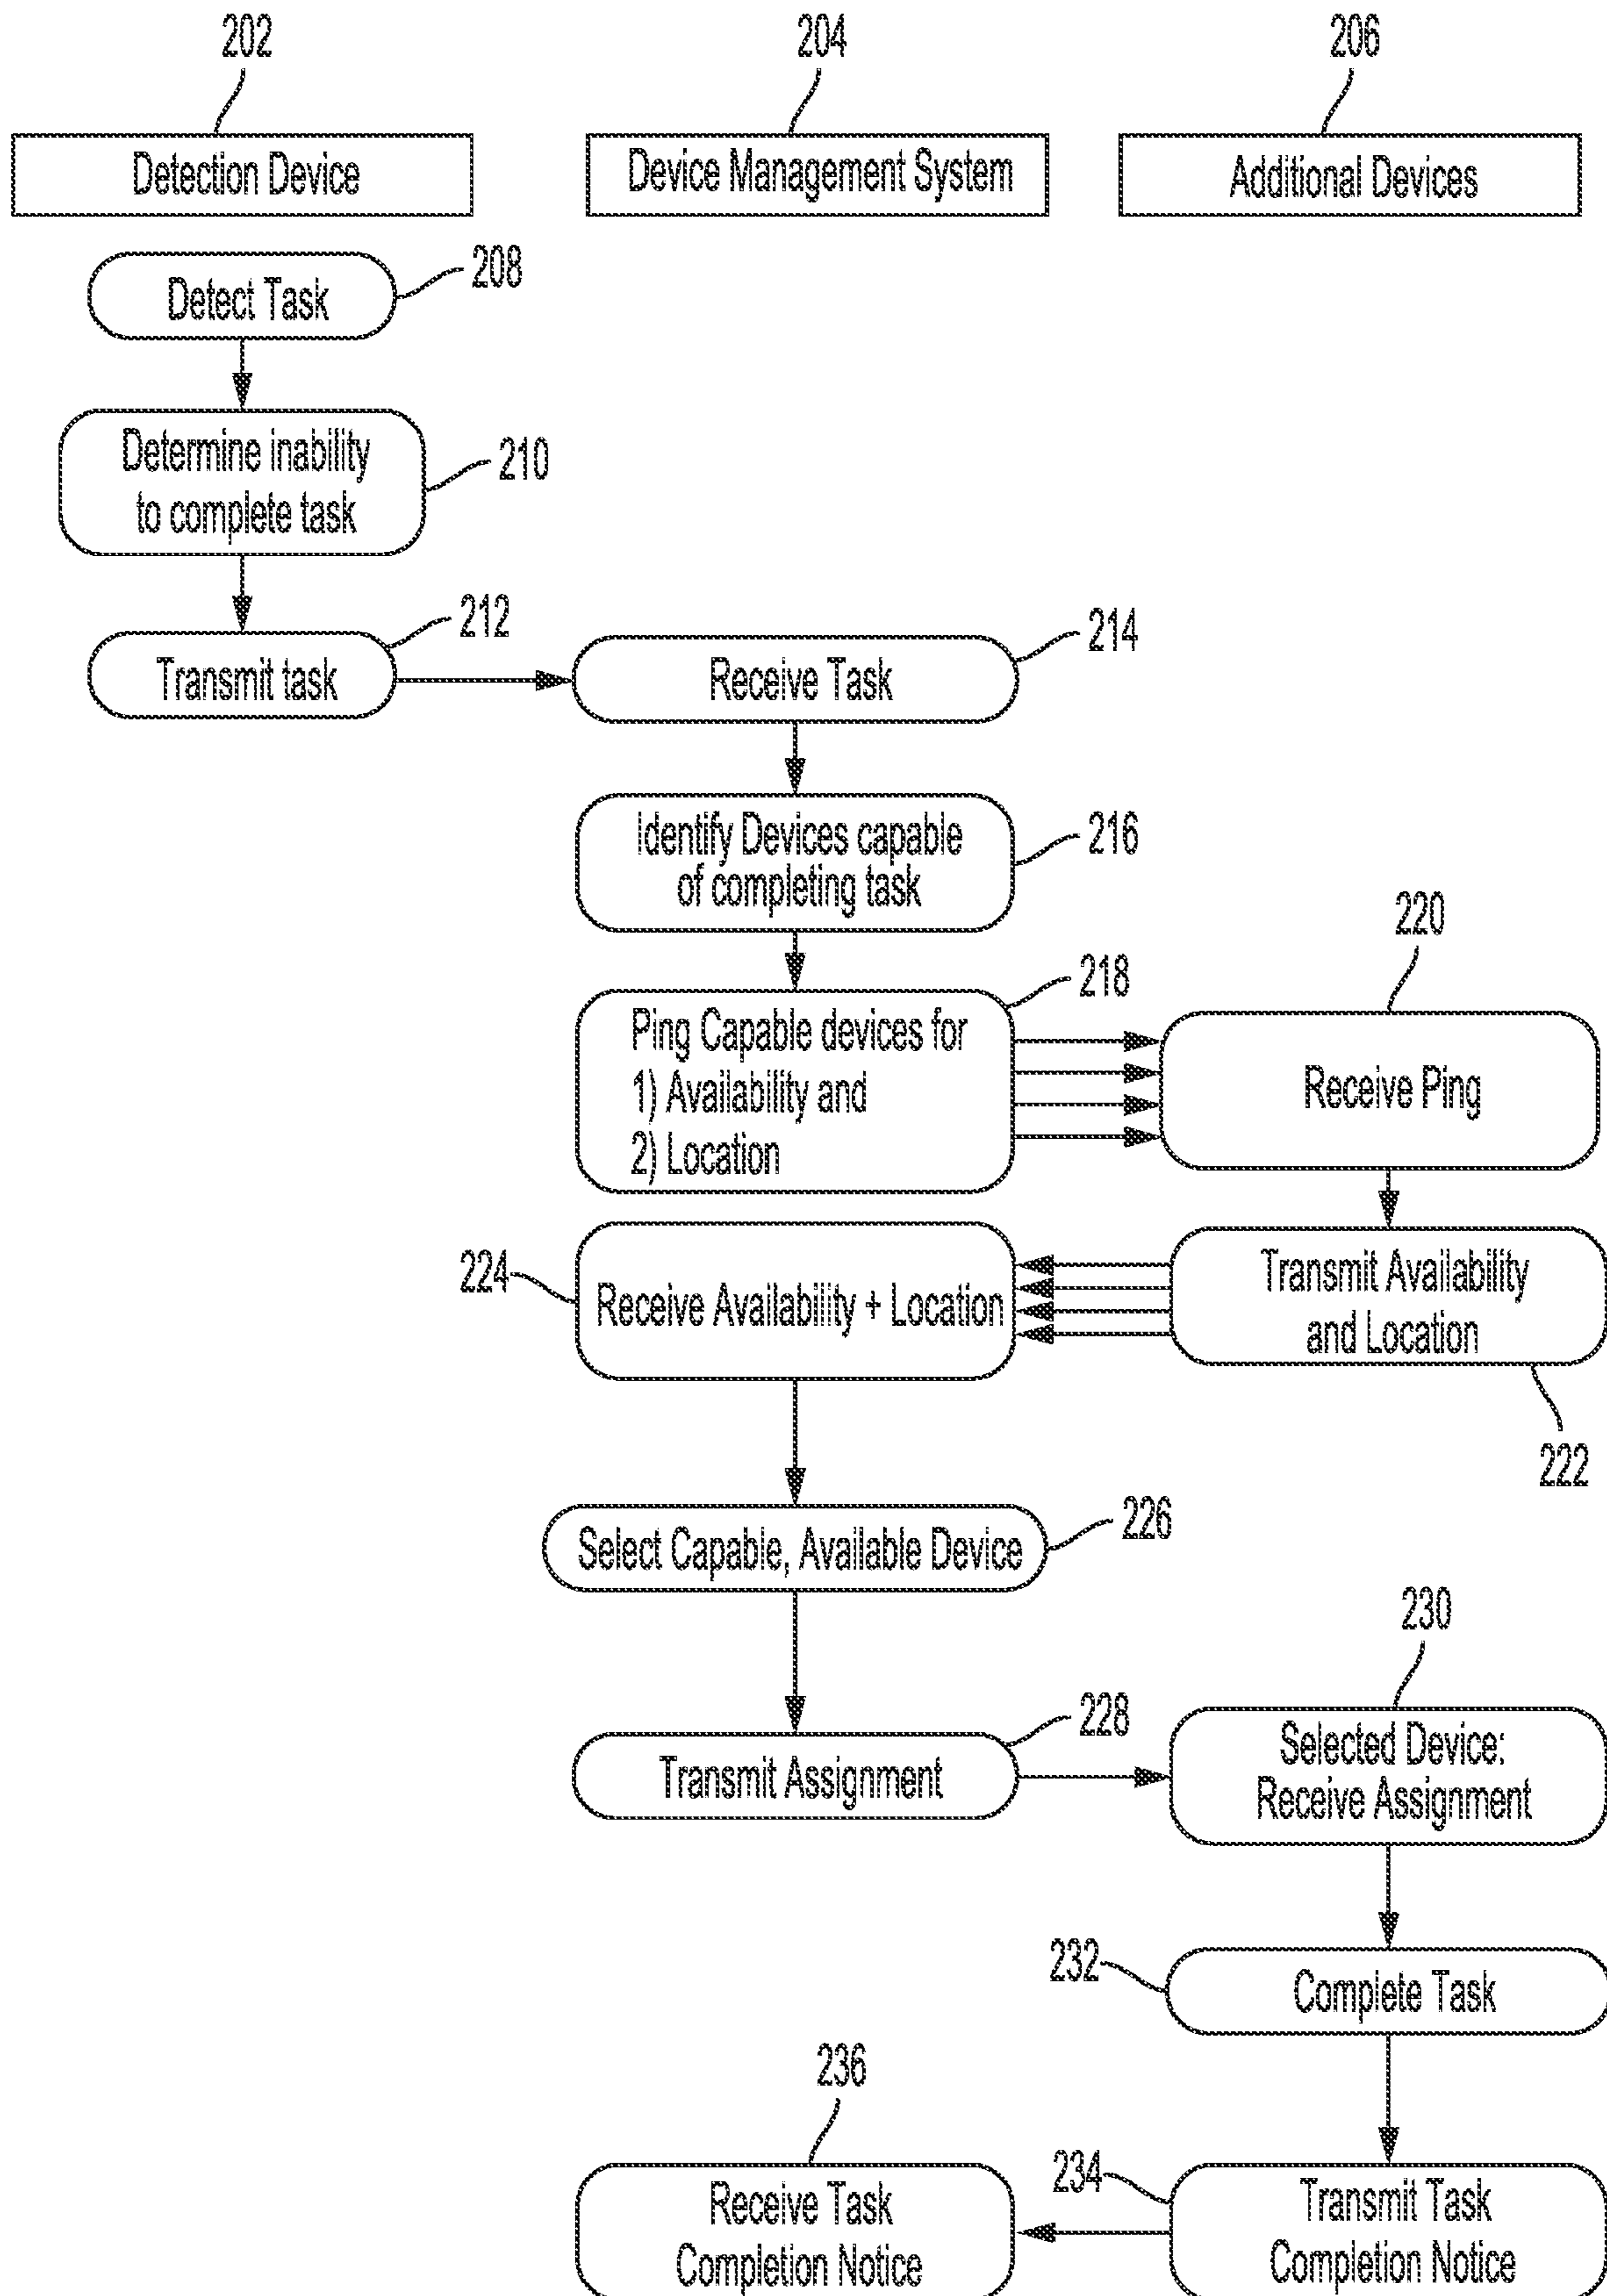 202
204
206
Detection Device
Device Management System
Additional Devices
208
Detect Task
Determine inability
to complete task
210
212
Transmit task
214
Receive Task
Identify Devices capable
of completing task
216
218
Ping Capable devices for
1) Availability and
2) Location
220
Receive Ping
224
Receive Availability + Location
Transmit Availability
and Location
222
226
Select Capable, Available Device
228
Transmit Assignment
230
Selected Device:
Receive Assignment
232
Complete Task
236
Receive Task
Completion Notice
234
Transmit Task
Completion Notice